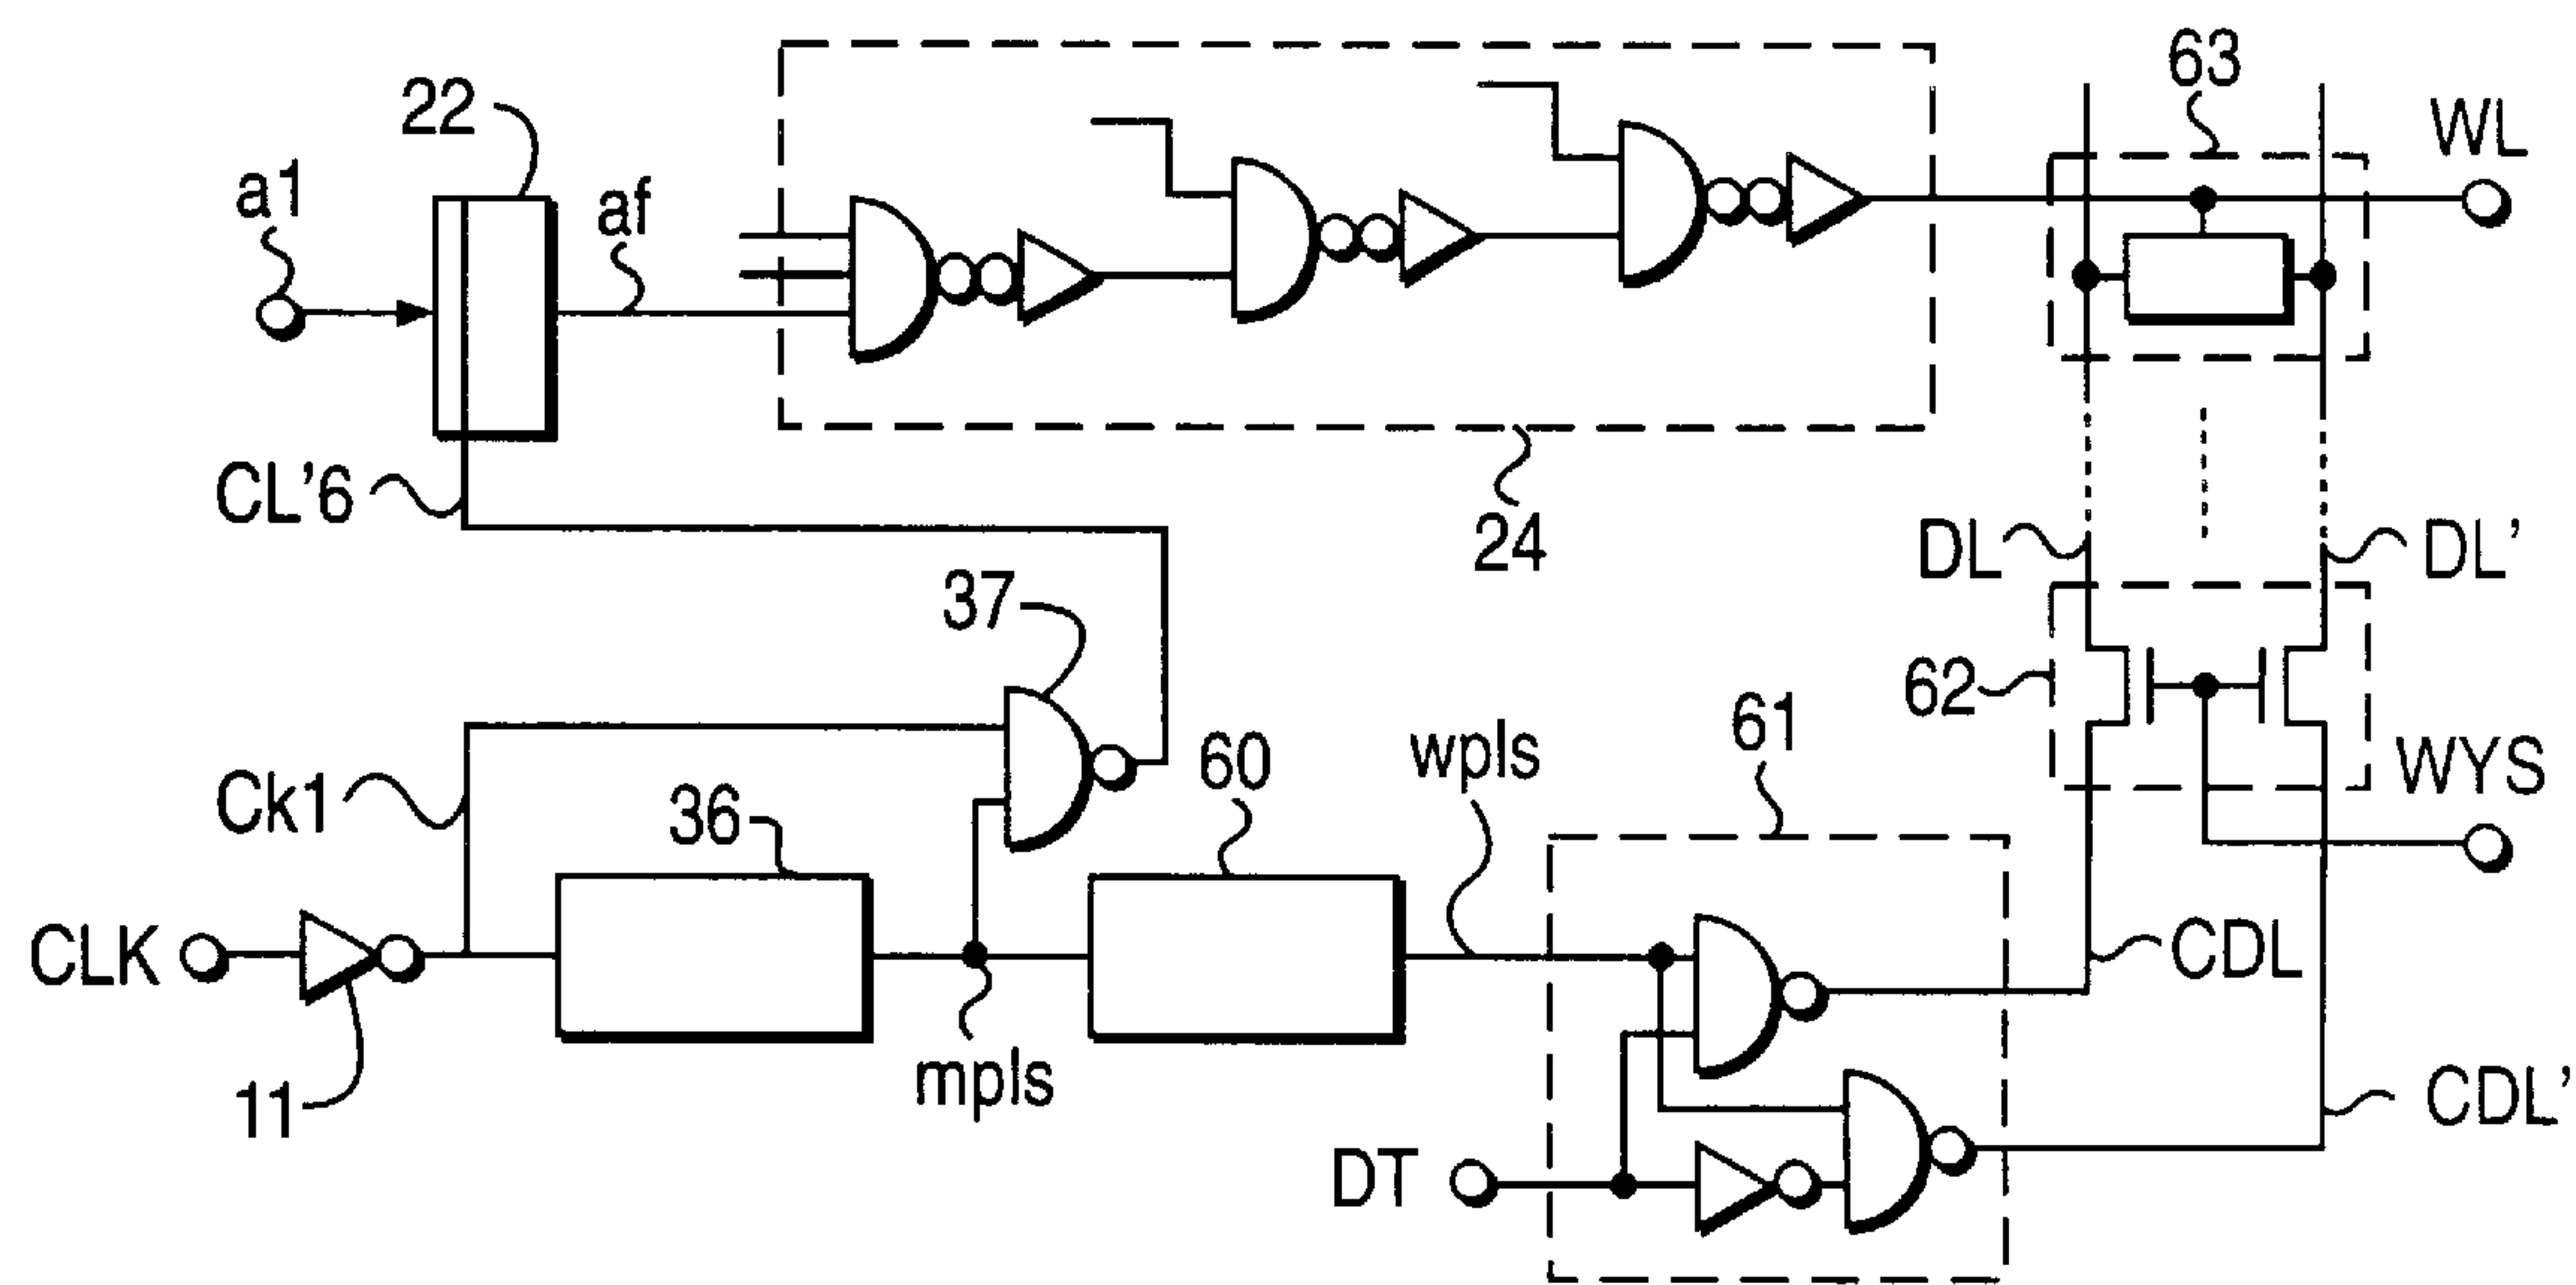 63
WL
22
a1
af
CL'6
24
DL
DL'
37
62
61
WYS
wpls
60
Ck1
36
CLK
CDL
mpls
11
CDL'
DT